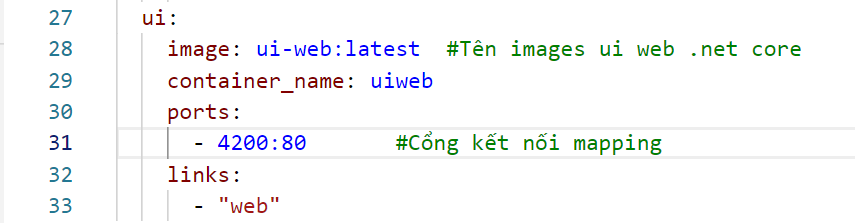 27 ui:
28 image: ui-web:latest #Tên images ui web .net core
29 container_name: uiweb
30 ports:
31 - 4200:80 #Cổng kết nối mapping
32 links:
33 - "web"